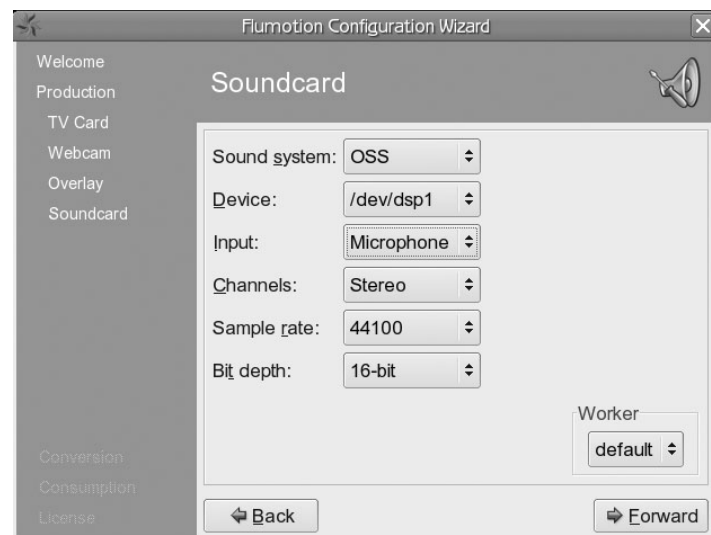 Flumotion Configuration Wizard
Welcome
Production
TV Card
Webcam
Overlay
Soundcard
Conversion
Consumption
License
Soundcard
Sound system: OSS
Device: /dev/dsp1
Input: Microphone
Channels: Stereo
Sample rate: 44100
Bit depth: 16-bit
Worker
default
Back
Forward